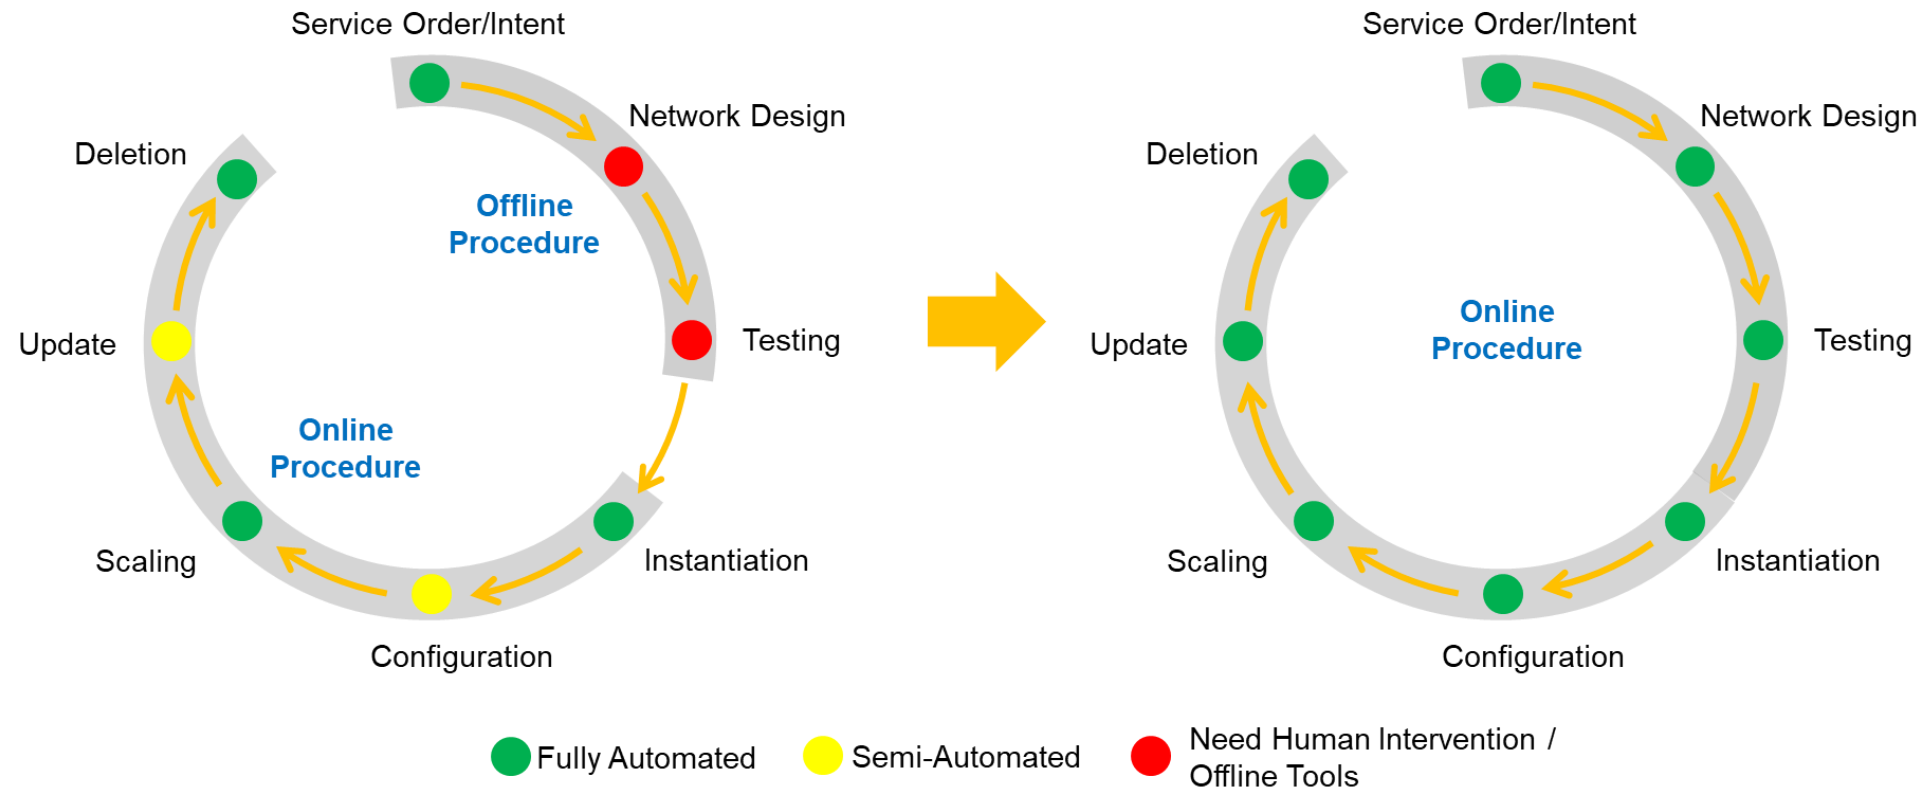 Service Order/Intent
Network Design
Deletion
Offline
Procedure
Update
Testing
Online
Procedure
Scaling
Instantiation
Configuration
Service Order/Intent
Network Design
Deletion
Online
Procedure
Update
Testing
Scaling
Instantiation
Configuration
Fully Automated
Semi-Automated
Need Human Intervention /
Offline Tools